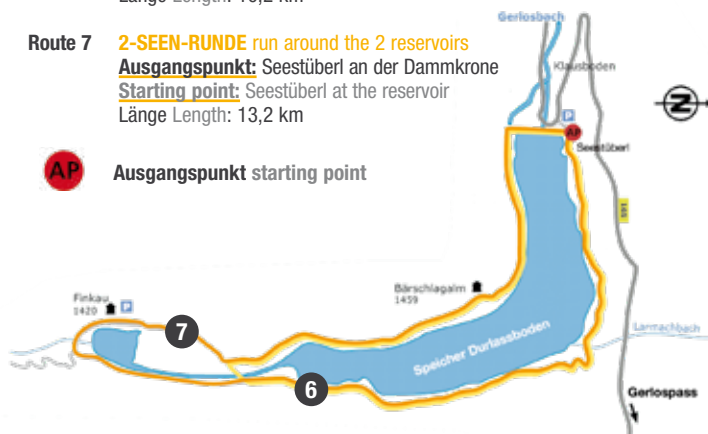 Länge Length:
Route 7 2-SEEN-RUNDE run around the 2 reservoirs
Ausgangspunkt: Seestüberl an der Dammkrone
Starting point: Seestüberl at the reservoir
Länge Length: 13,2 km
AP Ausgangspunkt starting point
Gerlosbach
Klausboden
N
P
AP
Seestüberl
Bärschlagalm
1459
Finkau
1420
P
7
6
Speicher Durlassboden
Larmachbach
Gerlospass